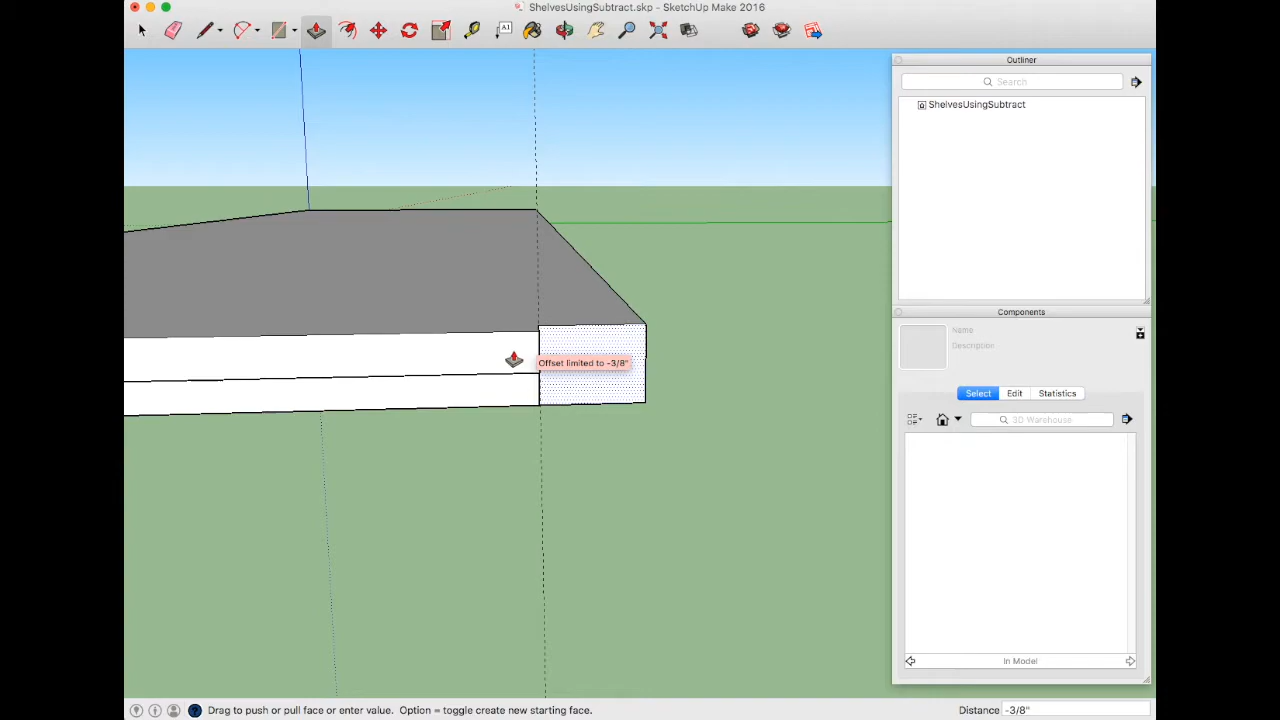 ShelvesUsingSubtract.skp - SketchUp Make 2016
A1
Outliner
Search
ShelvesUsingSubtract
Components
Name
Description
Select Edit Statistics
3D Warehouse
Offset limited to -3/8"
In Model
Drag to push or pull face or enter value. Option = toggle create new starting face.
Distance -3/8"